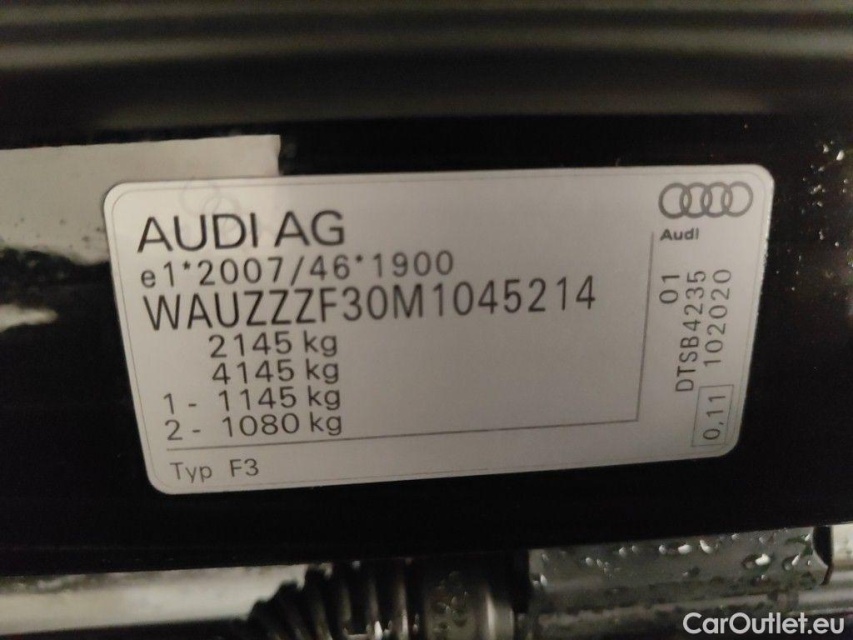 AUDI AG
e1*2007/46*1900
WAUZZZF30M1045214
2145 kg
4145 kg
1 - 1145 kg
2 - 1080 kg
Typ F3
Audi
01
DTSB4235
102020
0,11
CarOutlet.eu